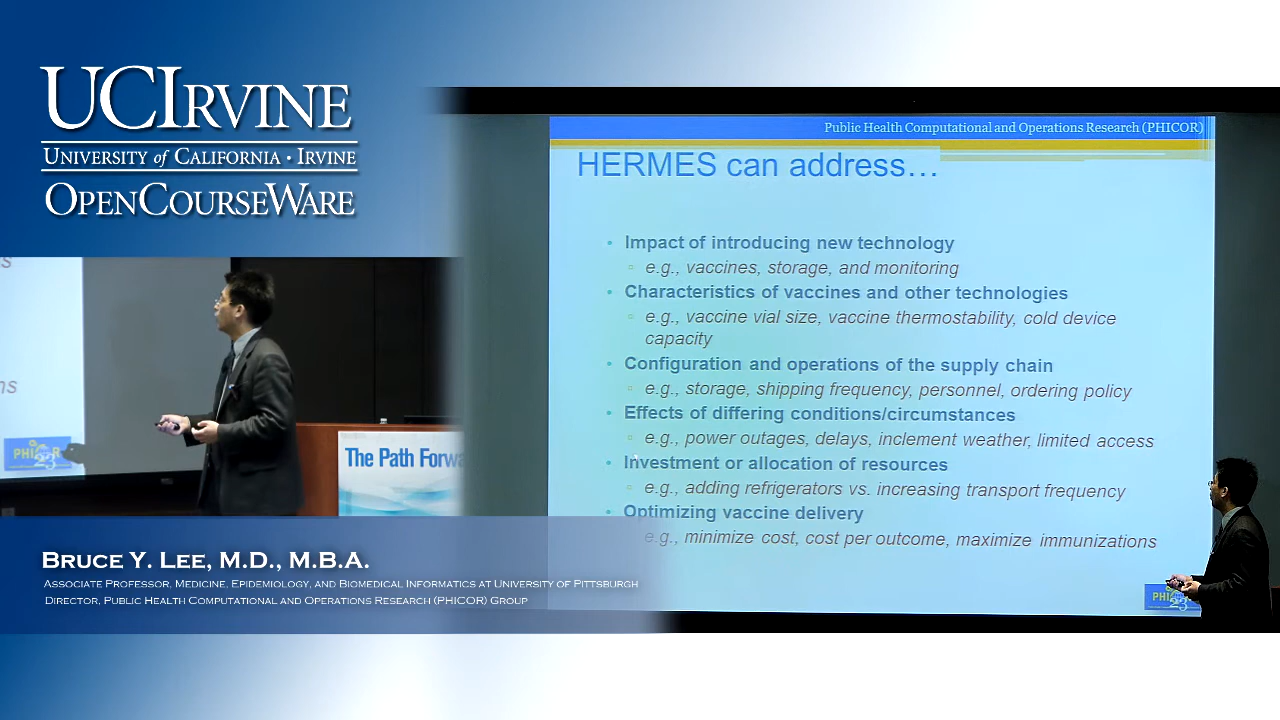 UCIRVINE
UNIVERSITY of CALIFORNIA · IRVINE
OPENCOURSEWARE
s
ns
PHICOR
23
The Path Forwa
BRUCE Y. LEE, M.D., M.B.A.
ASSOCIATE PROFESSOR, MEDICINE, EPIDEMIOLOGY, AND BIOMEDICAL INFORMATICS AT UNIVERSITY OF PITTSBURGH
DIRECTOR, PUBLIC HEALTH COMPUTATIONAL AND OPERATIONS RESEARCH (PHICOR) GROUP
Public Health Computational and Operations Research (PHICOR)
HERMES can address…
• Impact of introducing new technology
▫ e.g., vaccines, storage, and monitoring
• Characteristics of vaccines and other technologies
▫ e.g., vaccine vial size, vaccine thermostability, cold device
capacity
• Configuration and operations of the supply chain
▫ e.g., storage, shipping frequency, personnel, ordering policy
• Effects of differing conditions/circumstances
▫ e.g., power outages, delays, inclement weather, limited access
• Investment or allocation of resources
▫ e.g., adding refrigerators vs. increasing transport frequency
• Optimizing vaccine delivery
e.g., minimize cost, cost per outcome, maximize immunizations
PHI
23